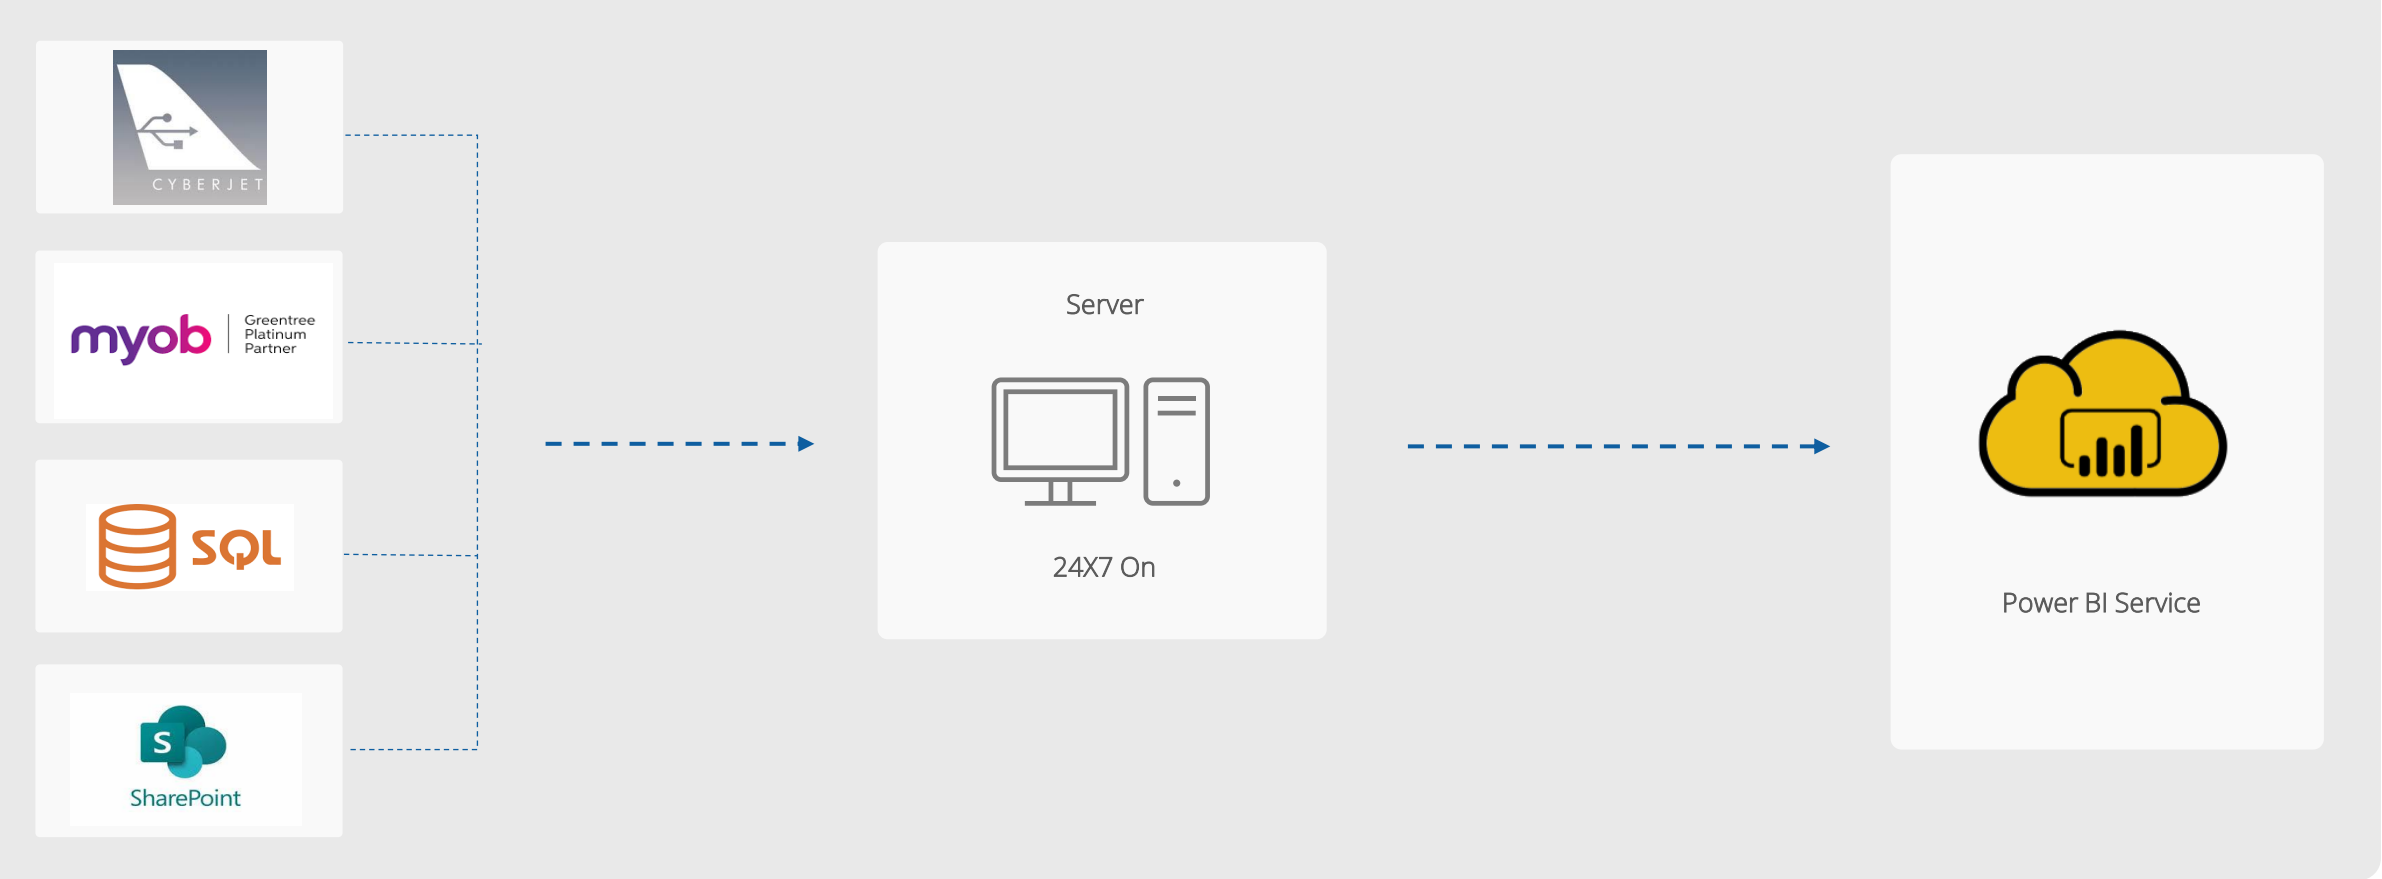 CYBERJET
myob
Greentree
Platinum
Partner
SQL
S
SharePoint
Server
24X7 On
Power BI Service